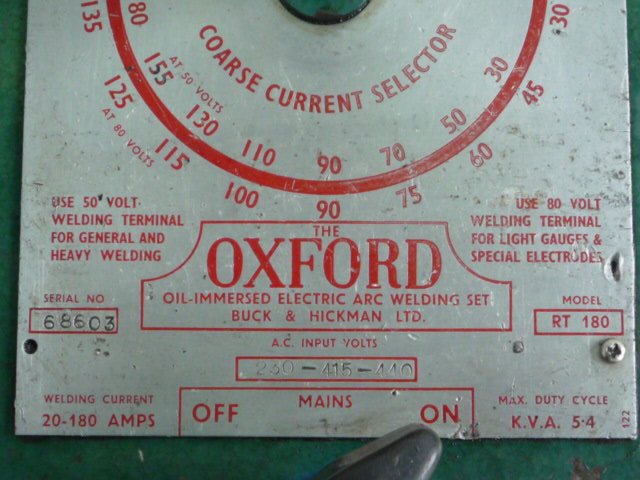 COARSE CURRENT SELECTOR
135
80
AT 50 VOLTS
155
130
110
90
70
50
30
30
125
AT 80 VOLTS
115
100
90
75
60
45
USE 50 VOLT
WELDING TERMINAL
FOR GENERAL AND
HEAVY WELDING
USE 80 VOLT
WELDING TERMINAL
FOR LIGHT GAUGES &
SPECIAL ELECTRODES
THE
OXFORD
OIL-IMMERSED ELECTRIC ARC WELDING SET
BUCK & HICKMAN LTD.
SERIAL NO
68603
MODEL
RT 180
A.C. INPUT VOLTS
230-415-440
WELDING CURRENT
20-180 AMPS
OFF
MAINS
ON
MAX. DUTY CYCLE
K.V.A. 5·4
122